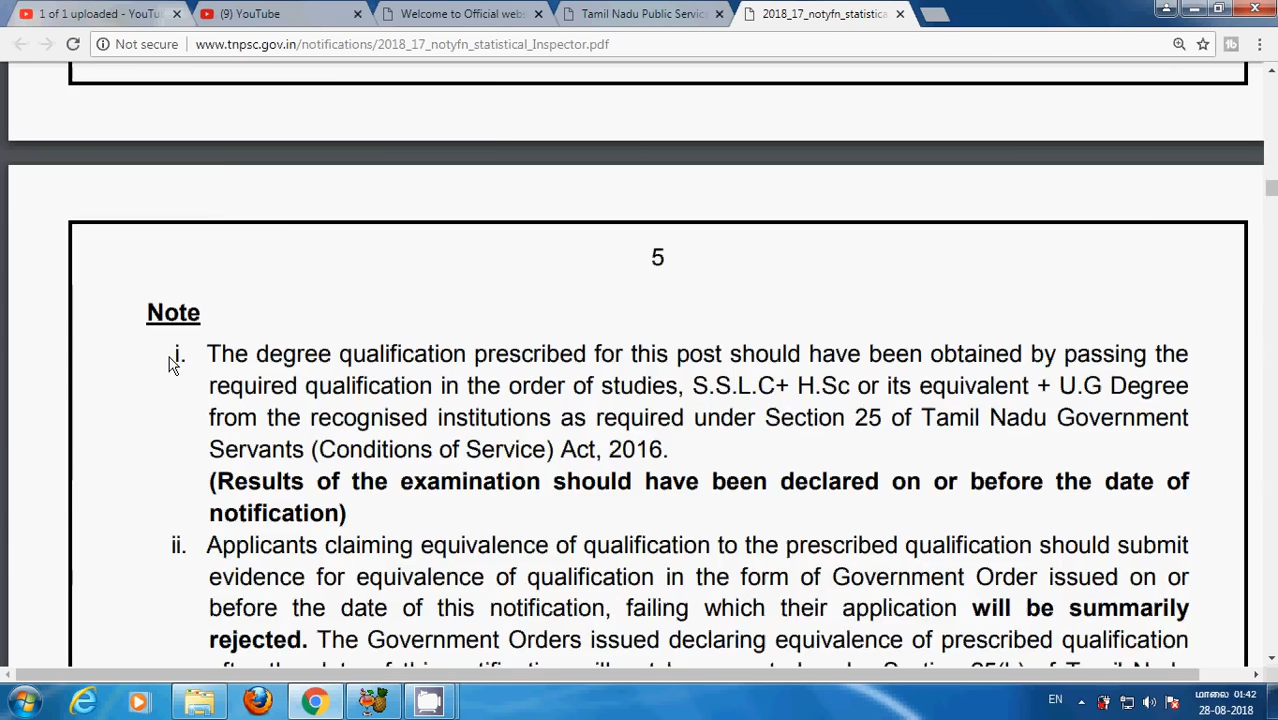 1 of 1 uploaded - YouTu
(9) YouTube
Welcome to Official webs
Tamil Nadu Public Servic
2018_17_notyfn_statistica
Not secure
www.tnpsc.gov.in/notifications/2018_17_notyfn_statistical_Inspector.pdf
5
Note
i. The degree qualification prescribed for this post should have been obtained by passing the
required qualification in the order of studies, S.S.L.C+ H.Sc or its equivalent + U.G Degree
from the recognised institutions as required under Section 25 of Tamil Nadu Government
Servants (Conditions of Service) Act, 2016.
(Results of the examination should have been declared on or before the date of
notification)
ii. Applicants claiming equivalence of qualification to the prescribed qualification should submit
evidence for equivalence of qualification in the form of Government Order issued on or
before the date of this notification, failing which their application will be summarily
rejected. The Government Orders issued declaring equivalence of prescribed qualification
EN
மாலை 01:42
28-08-2018